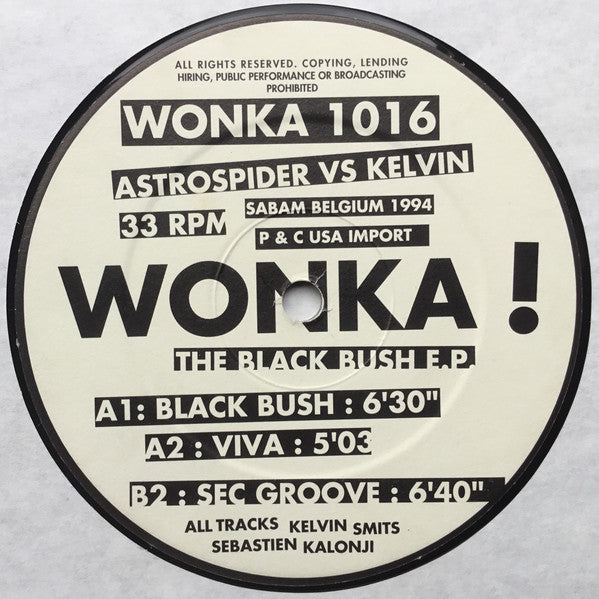 ALL RIGHTS RESERVED. COPYING, LENDING
HIRING, PUBLIC PERFORMANCE OR BROADCASTING
PROHIBITED
WONKA 1016
ASTROSPIDER VS KELVIN
33 RPM
SABAM BELGIUM 1994
P & C USA IMPORT
WONKA !
THE BLACK BUSH E.P.
A1: BLACK BUSH : 6'30"
A2 : VIVA : 5'03
B2 : SEC GROOVE : 6'40"
ALL TRACKS KELVIN SMITS
SEBASTIEN KALONJI